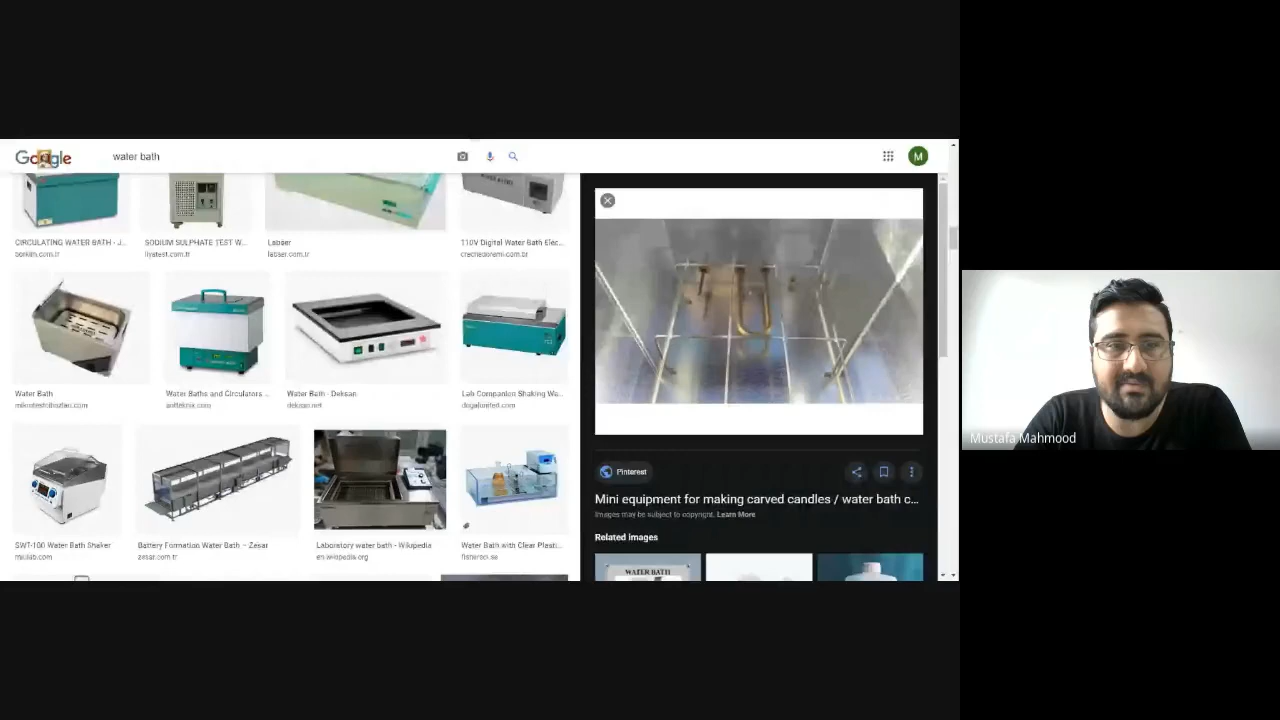 Google
water bath
M
CIRCULATING WATER BATH - J...
SODIUM SULPHATE TEST W...
Labser
110V Digital Water Bath Elec...
labser.com.tr
Water Bath
Water Baths and Circulators ...
Water Bath - Deksan
Lab Companion Shaking Wa...
deksan.net
SWT-100 Water Bath Shaker
Battery Formation Water Bath – Zesar
Laboratory water bath - Wikipedia
Water Bath with Clear Plasti...
zesar.com.tr
en.wikipedia.org
fishersci.se
Pinterest
Mini equipment for making carved candles / water bath c...
Images may be subject to copyright. Learn More
Related images
WATER BATH
Mustafa Mahmood